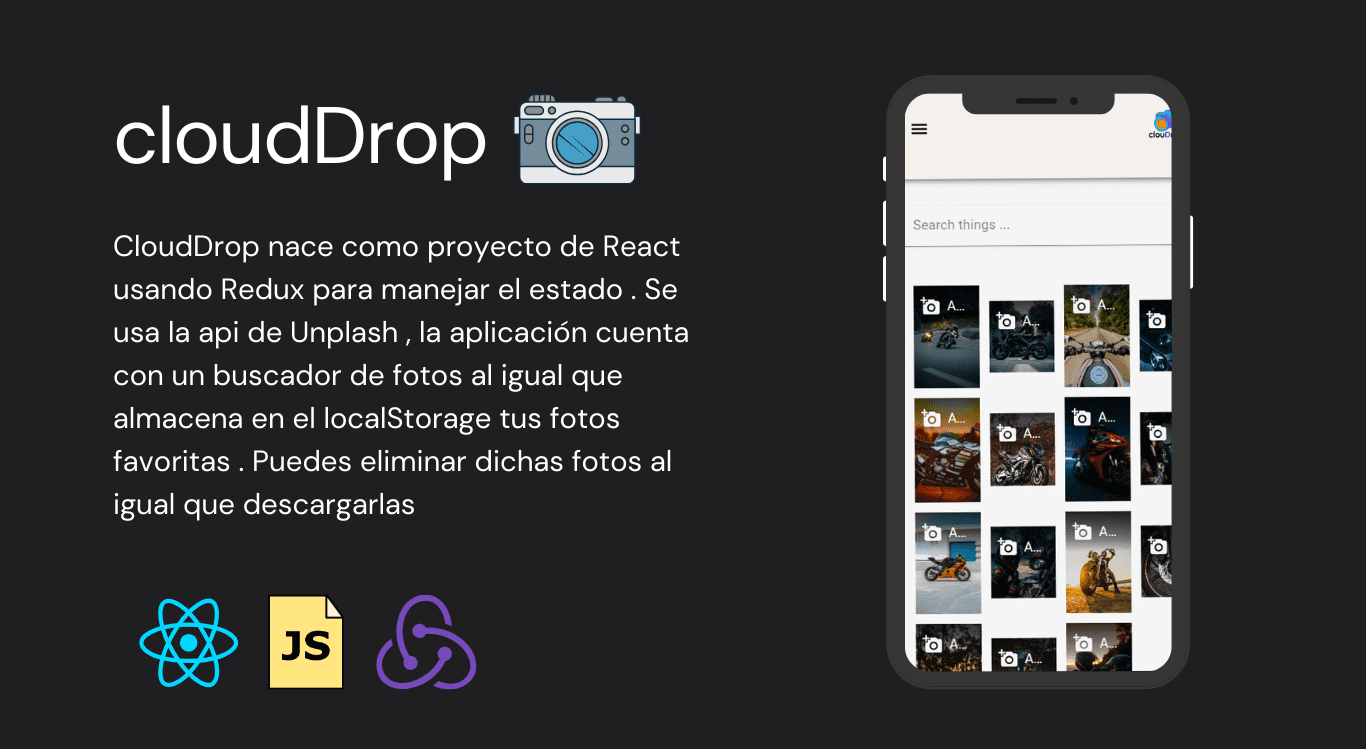 cloudDrop
CloudDrop nace como proyecto de React
usando Redux para manejar el estado . Se
usa la api de Unplash , la aplicación cuenta
con un buscador de fotos al igual que
almacena en el localStorage tus fotos
favoritas . Puedes eliminar dichas fotos al
igual que descargarlas
JS
clouD
Search things ...
A... A... A...
A... A... A...
A... A... A...
A... A... A...